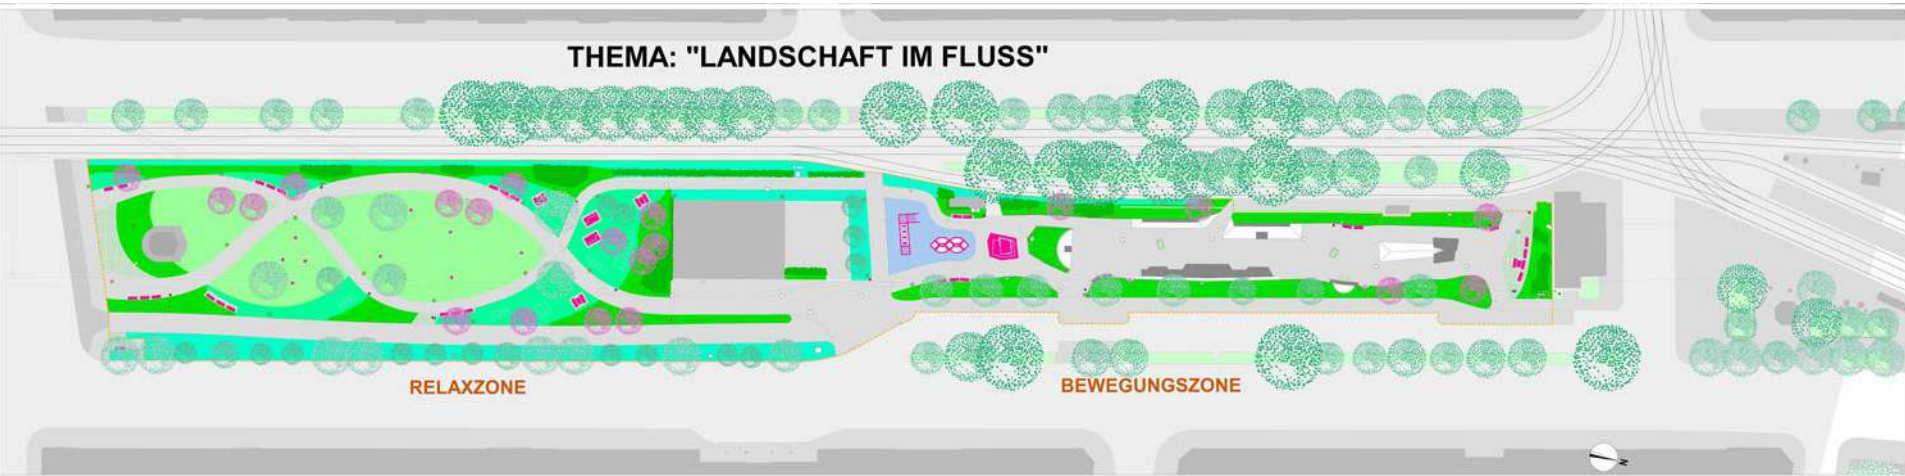 THEMA: "LANDSCHAFT IM FLUSS"
RELAXZONE
BEWEGUNGSZONE
N